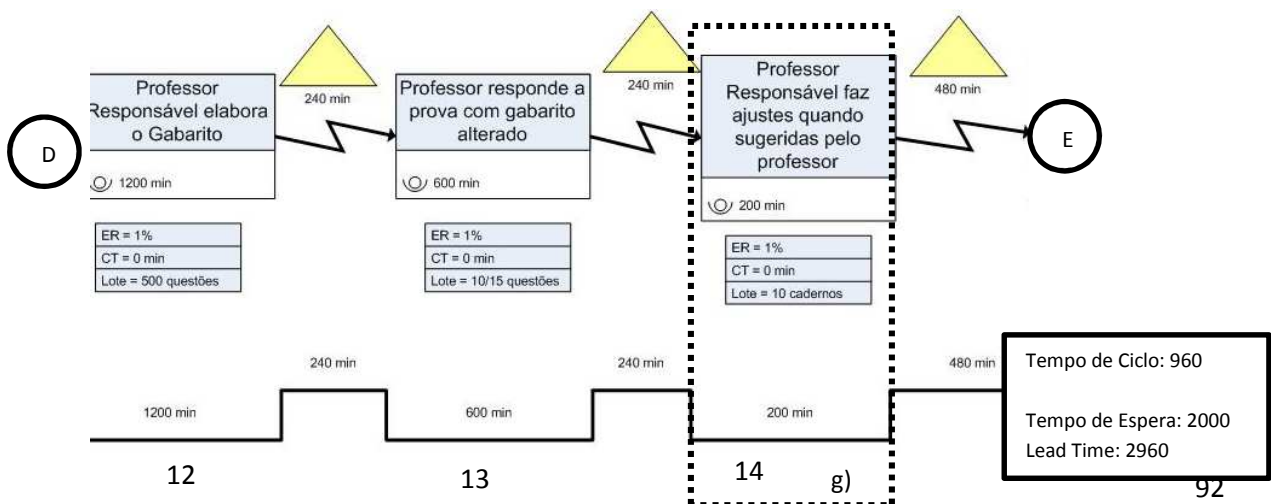 D
Professor
Responsável elabora
o Gabarito
1200 min
ER = 1%
CT = 0 min
Lote = 500 questões
240 min
Professor responde a
prova com gabarito
alterado
600 min
ER = 1%
CT = 0 min
Lote = 10/15 questões
240 min
Professor
Responsável faz
ajustes quando
sugeridas pelo
professor
200 min
ER = 1%
CT = 0 min
Lote = 10 cadernos
480 min
E
1200 min
240 min
600 min
240 min
200 min
480 min
12
13
14
g)
Tempo de Ciclo: 960
Tempo de Espera: 2000
Lead Time: 2960
92